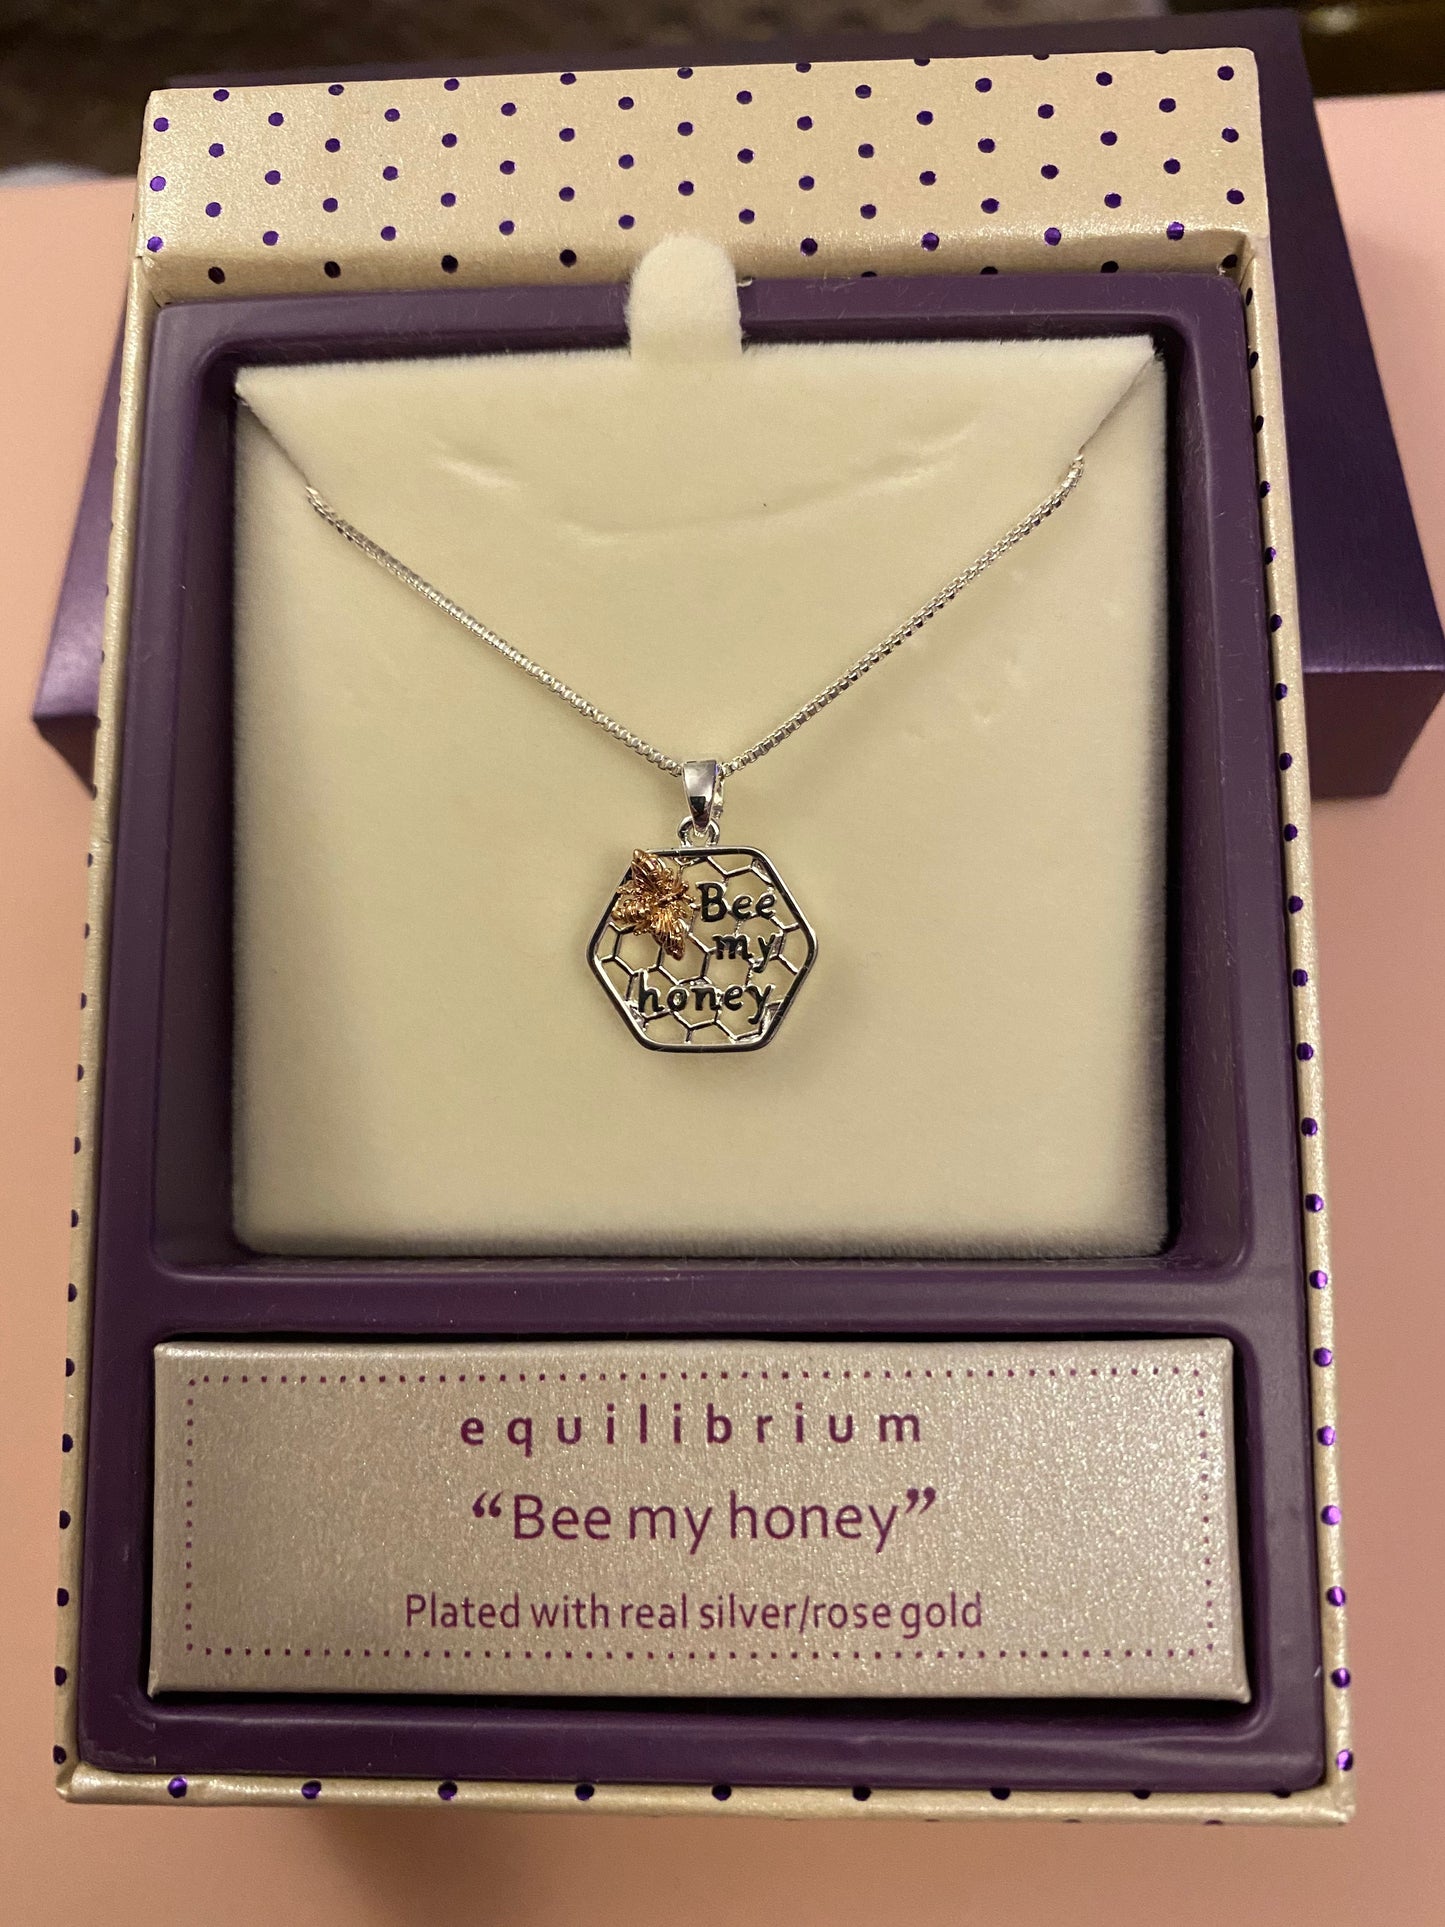 Bee
my
honey
equilibrium
“Bee my honey”
Plated with real silver/rose gold